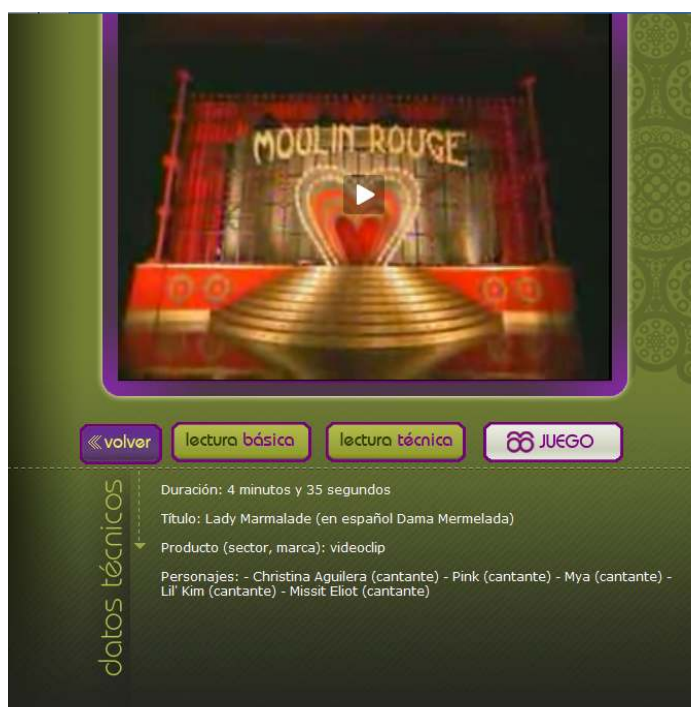 MOULIN ROUGE
volver
lectura básica
lectura técnica
JUEGO
datos técnicos
Duración: 4 minutos y 35 segundos
Título: Lady Marmalade (en español Dama Mermelada)
Producto (sector, marca): videoclip
Personajes: - Christina Aguilera (cantante) - Pink (cantante) - Mya (cantante) -
Lil' Kim (cantante) - Missit Eliot (cantante)